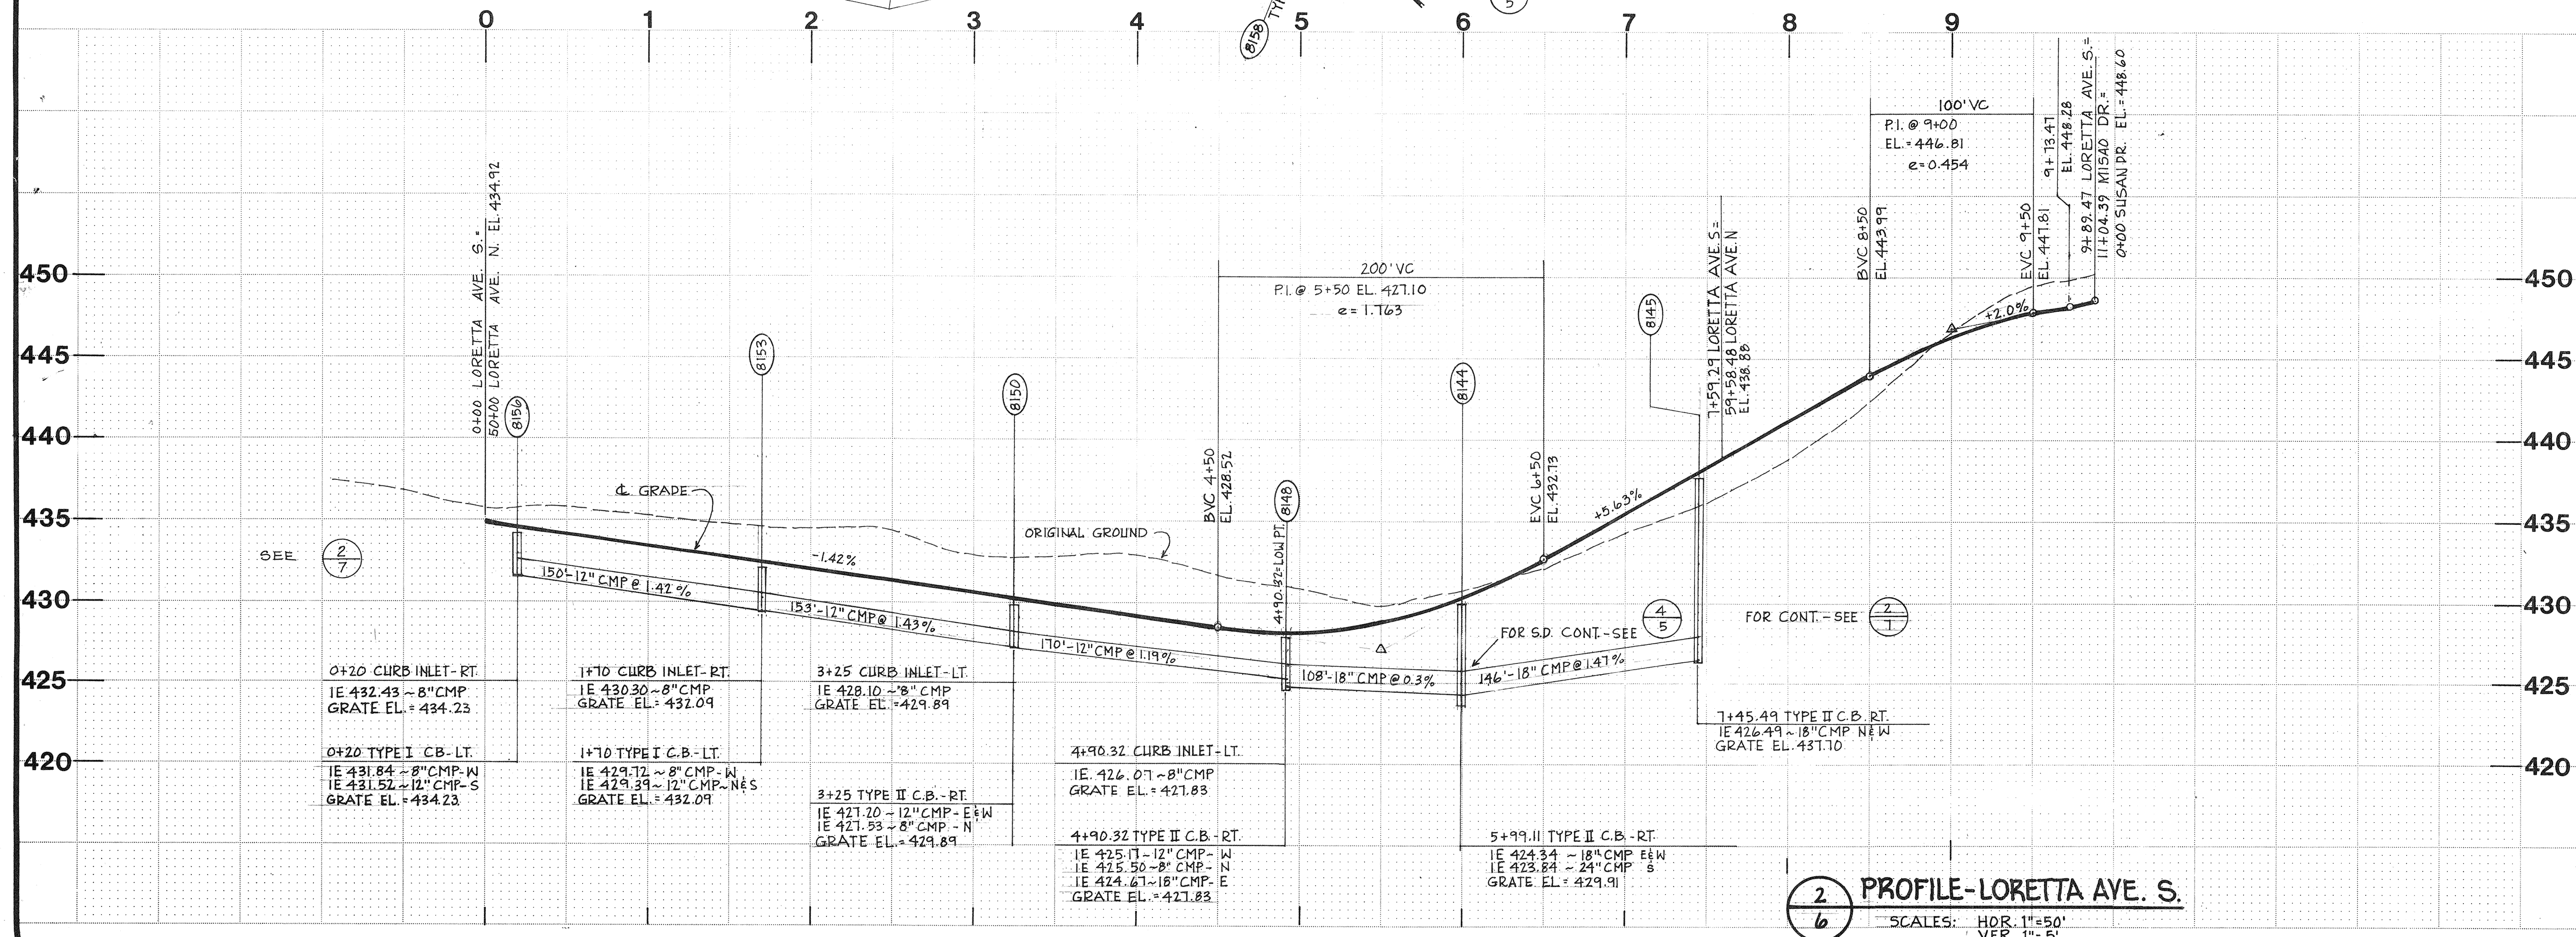 0 1 2 3 4 5 6 7 8 9
8158
5
450
445
440
435
430
425
420
450
445
440
435
430
425
420
0+00 LORETTA AVE. S.=
50+00 LORETTA AVE. N. EL. 434.92
8156
8153
8150
8148
8144
8145
℄ GRADE
ORIGINAL GROUND
SEE 2/7
-1.42%
150'-12" CMP @ 1.42%
153'-12" CMP @ 1.43%
170'-12" CMP @ 1.19%
108'-18" CMP @ 0.3%
146'-18" CMP @ 1.47%
BVC 4+50
EL. 428.52
4+90.32=LOW PT.
200' VC
P.I. @ 5+50 EL. 427.10
e=1.763
EVC 6+50
EL. 432.73
+5.63%
FOR S.D. CONT.-SEE 4/5
FOR CONT.-SEE 2/7
7+59.29 LORETTA AVE. S=
59+58.48 LORETTA AVE. N
EL. 438.88
BVC 8+50
EL. 443.99
100' VC
P.I. @ 9+00
EL.=446.81
e=0.454
+2.0%
EVC 9+50
EL. 447.81
9+73.47
EL. 448.28
9+89.47 LORETTA AVE. S.=
11+04.39 MISAO DR.=
0+00 SUSAN DR. EL.=448.60
0+20 CURB INLET-RT.
IE 432.43 ~ 8" CMP
GRATE EL.= 434.23
0+20 TYPE I CB-LT.
IE 431.84 ~ 8" CMP-W
IE 431.52 ~ 12" CMP-S
GRATE EL.=434.23
1+70 CURB INLET-RT.
IE 430.30 ~ 8" CMP
GRATE EL.= 432.09
1+70 TYPE I C.B.-LT.
IE 429.72 ~ 8" CMP-W
IE 429.39 ~ 12" CMP~N&S
GRATE EL.= 432.09
3+25 CURB INLET-LT.
IE 428.10 ~ 8" CMP
GRATE EL.=429.89
3+25 TYPE II C.B.-RT.
IE 427.20 ~ 12" CMP-E&W
IE 427.53 ~ 8" CMP-N
GRATE EL.=429.89
4+90.32 CURB INLET-LT.
IE. 426.07 ~ 8" CMP
GRATE EL.=427.83
4+90.32 TYPE II C.B.-RT.
IE 425.17 ~ 12" CMP- W
IE 425.50 ~ 8" CMP- N
IE 424.67 ~ 18" CMP- E
GRATE EL.=427.83
5+99.11 TYPE II C.B.-RT.
IE 424.34 ~ 18" CMP E&W
IE 423.84 ~ 24" CMP S
GRATE EL=429.91
7+45.49 TYPE II C.B. RT.
IE 426.49 ~ 18" CMP N&W
GRATE EL. 437.70
2/6 PROFILE-LORETTA AVE. S.
SCALES: HOR. 1"=50'
VER. 1"=5'